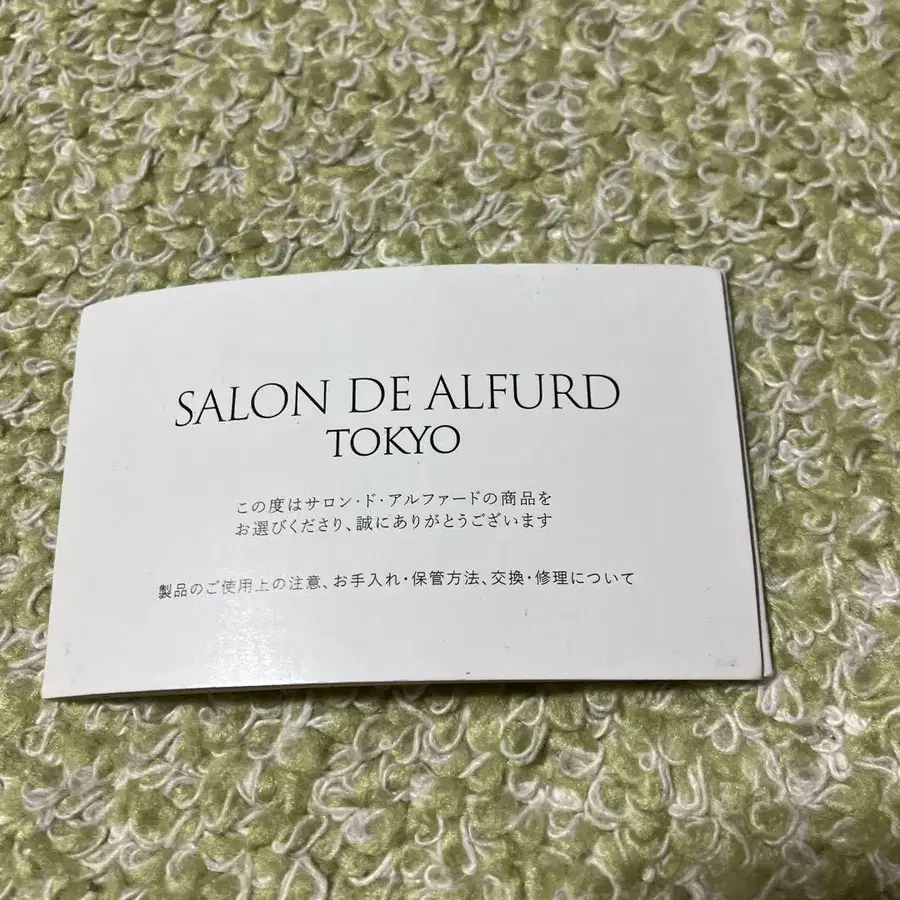 SALON DE ALFURD
TOKYO
この度はサロン・ド・アルファードの商品を
お選びくださり、誠にありがとうございます
製品のご使用上の注意、お手入れ・保管方法、交換・修理について